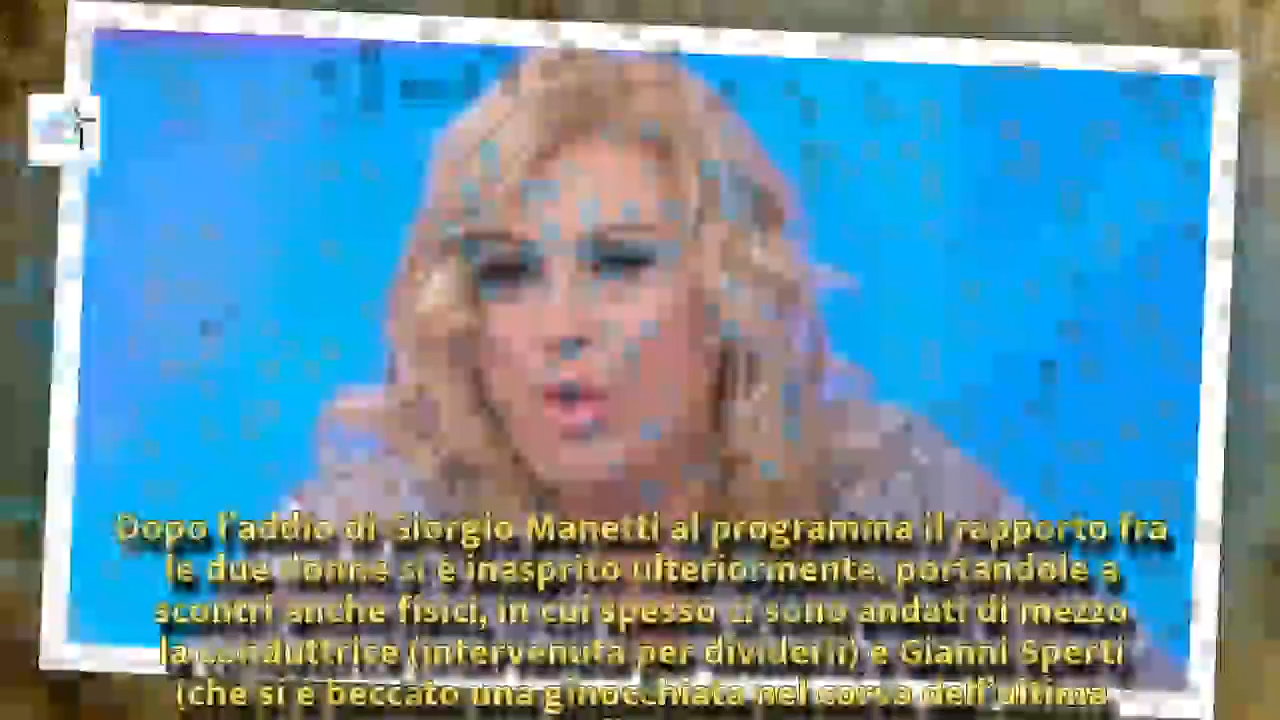 Dopo l'addio di Giorgio Manetti al programma il rapporto fra
le due donne si è inasprito ulteriormente, portandole a
scontri anche fisici, in cui spesso ci sono andati di mezzo
la conduttrice (intervenuta per dividerli) e Gianni Sperti
(che si è beccato una ginocchiata nel corso dell'ultima